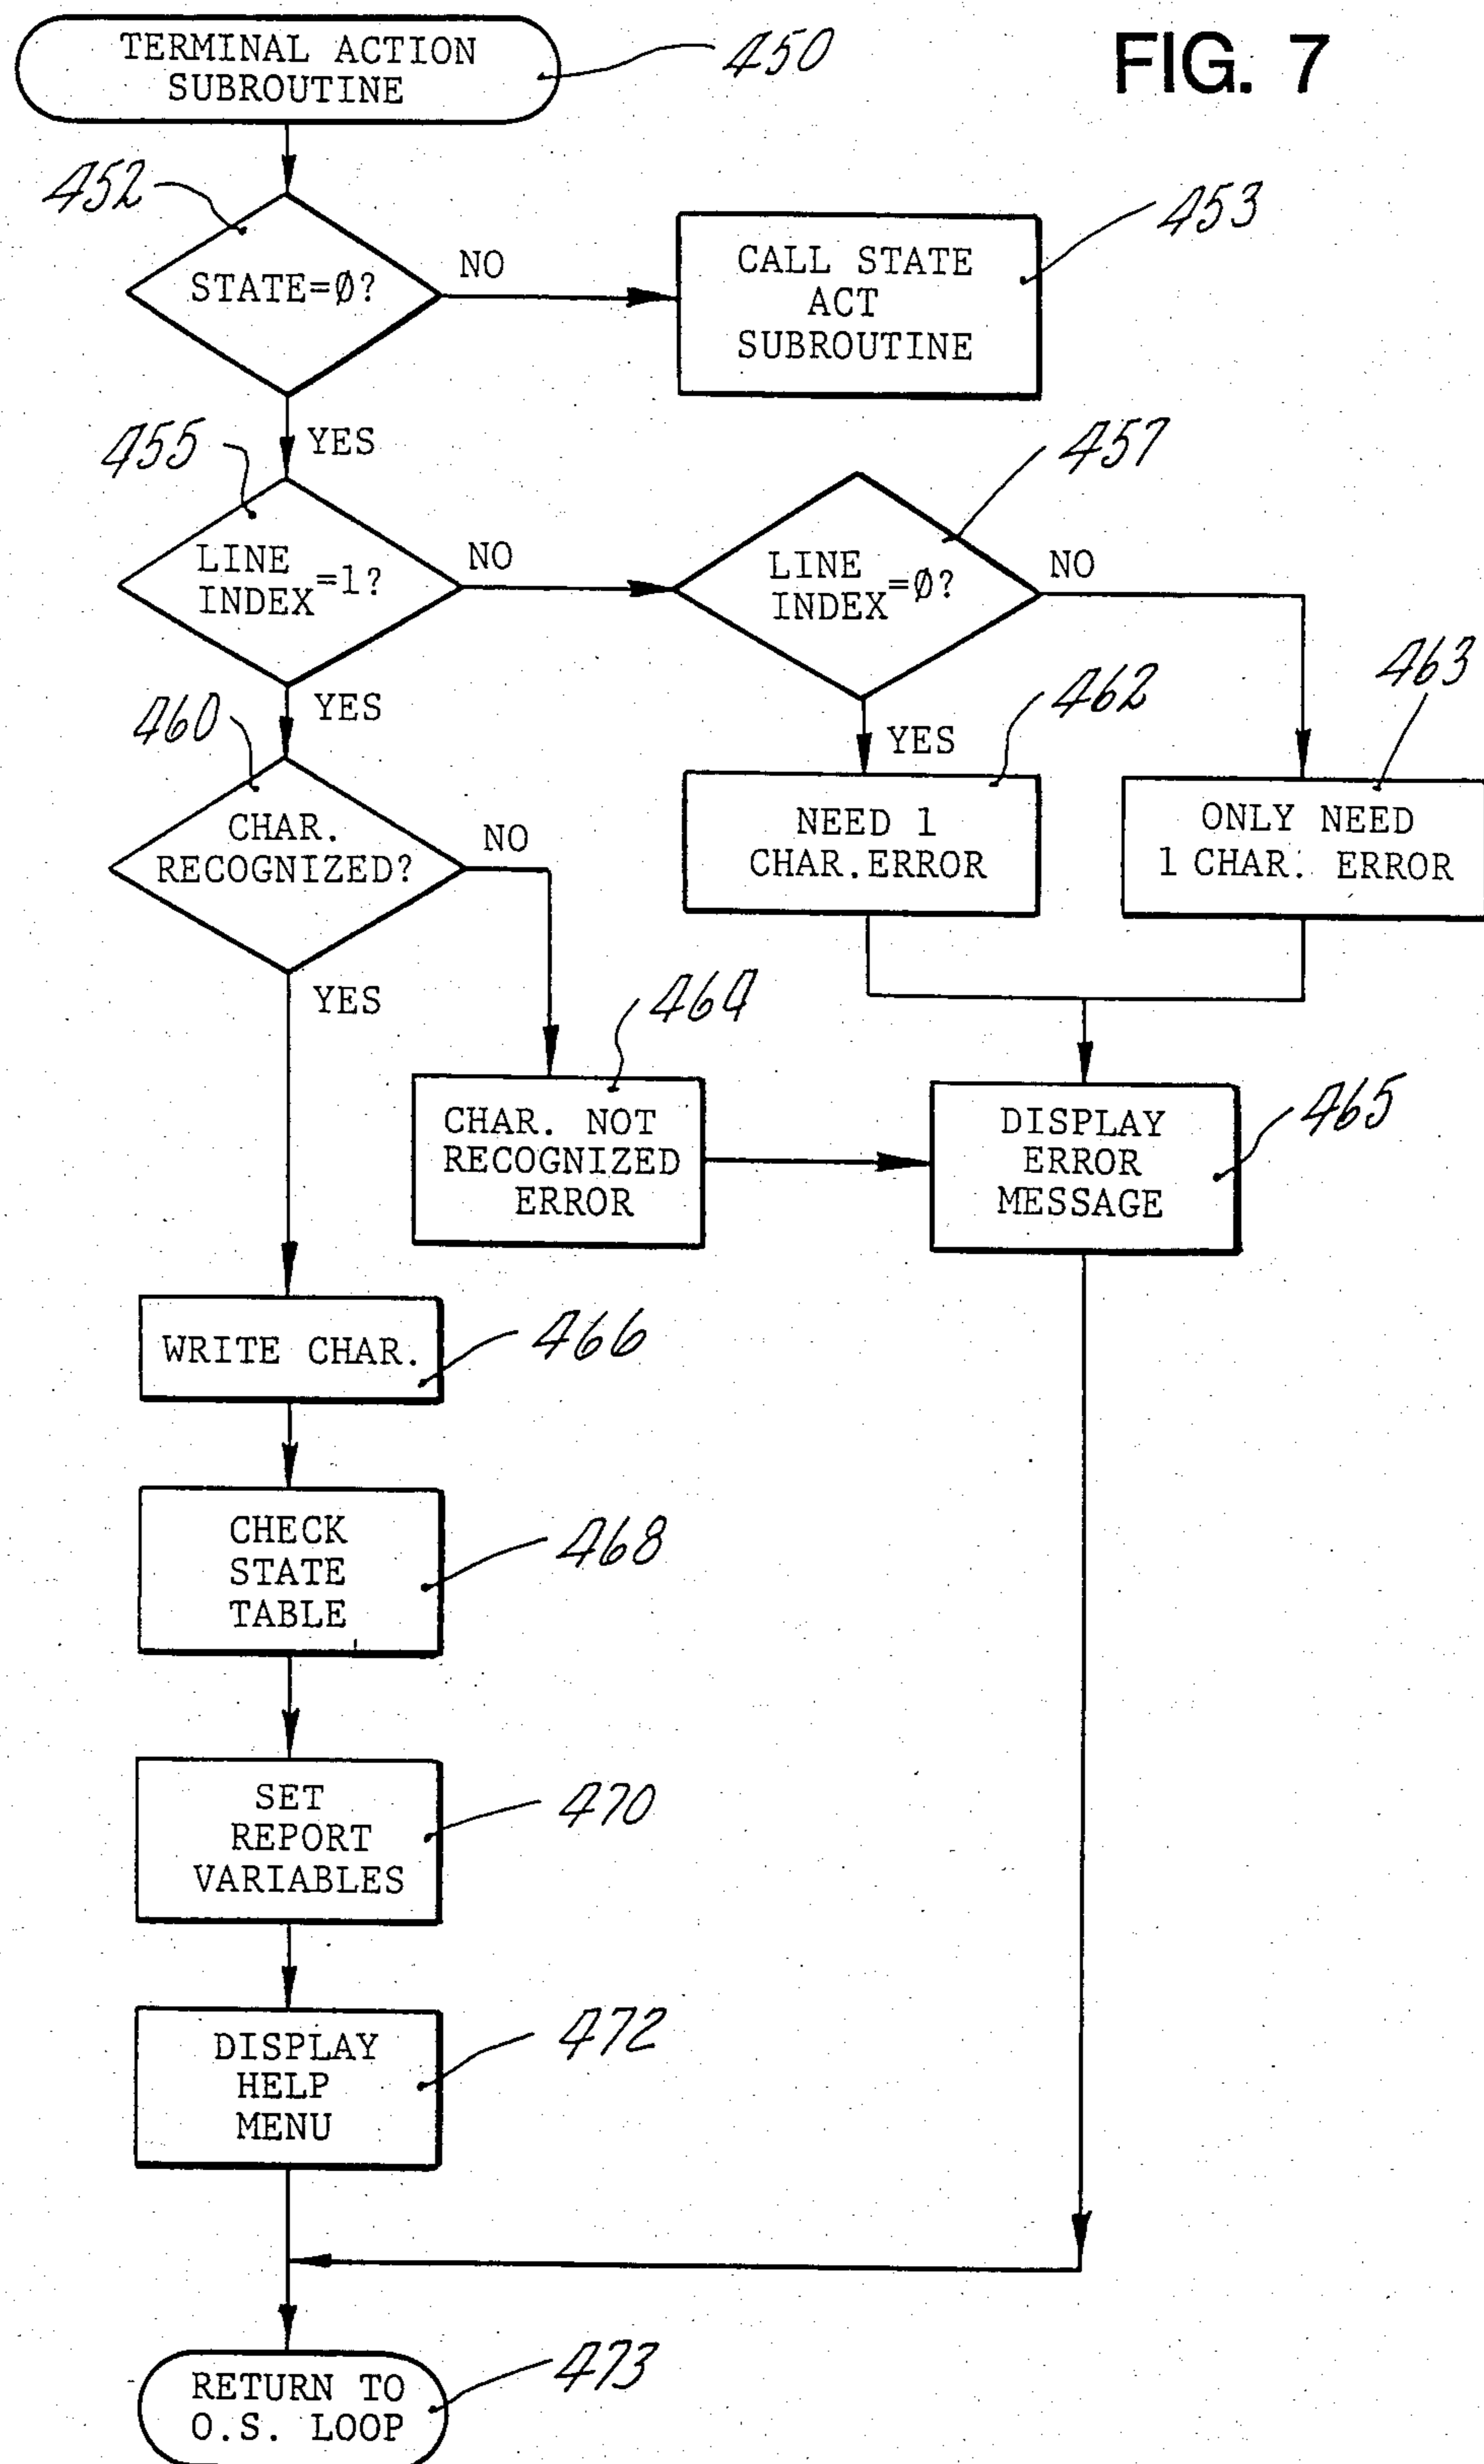 FIG. 7
TERMINAL ACTION
SUBROUTINE
450
452
STATE=Ø?
NO
CALL STATE
ACT
SUBROUTINE
453
YES
455
LINE
INDEX =1?
NO
457
LINE
INDEX =Ø?
NO
YES
460
CHAR.
RECOGNIZED?
NO
YES
462
NEED 1
CHAR.ERROR
463
ONLY NEED
1 CHAR. ERROR
YES
464
CHAR. NOT
RECOGNIZED
ERROR
465
DISPLAY
ERROR
MESSAGE
WRITE CHAR.
466
CHECK
STATE
TABLE
468
SET
REPORT
VARIABLES
470
DISPLAY
HELP
MENU
472
RETURN TO
O.S. LOOP
473